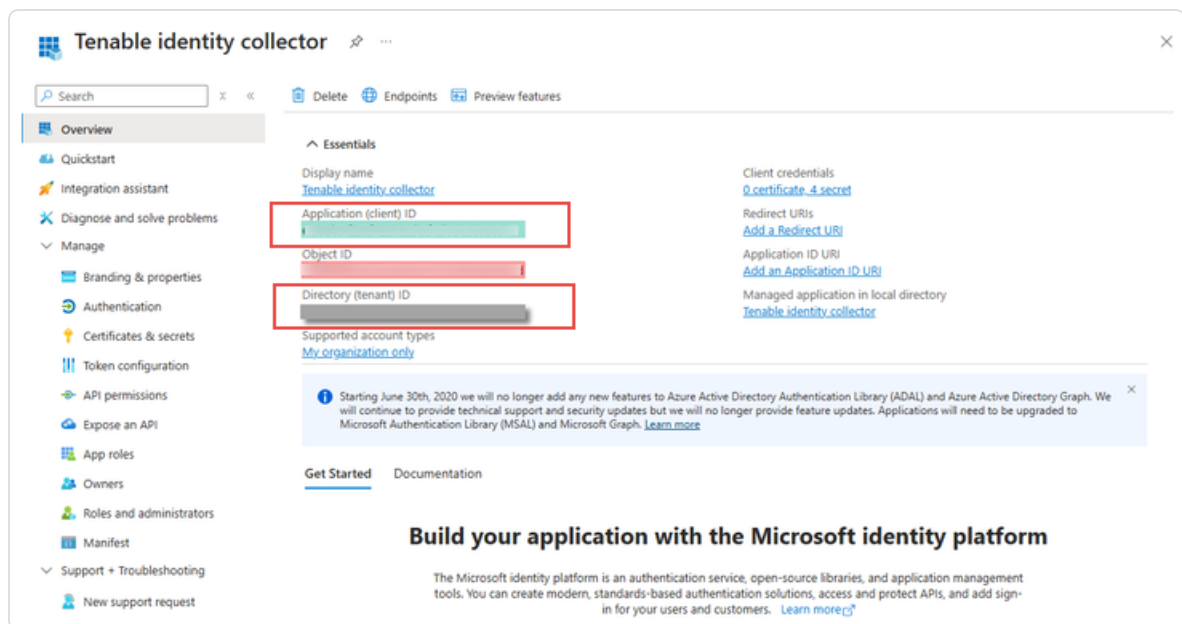 Tenable identity collector
Search
Delete
Endpoints
Preview features
Overview
Quickstart
Integration assistant
Diagnose and solve problems
Manage
Branding & properties
Authentication
Certificates & secrets
Token configuration
API permissions
Expose an API
App roles
Owners
Roles and administrators
Manifest
Support + Troubleshooting
New support request
Essentials
Display name
Tenable identity collector
Application (client) ID
Object ID
Directory (tenant) ID
Supported account types
My organization only
Client credentials
0 certificate, 4 secret
Redirect URIs
Add a Redirect URI
Application ID URI
Add an Application ID URI
Managed application in local directory
Tenable identity collector
Starting June 30th, 2020 we will no longer add any new features to Azure Active Directory Authentication Library (ADAL) and Azure Active Directory Graph. We
will continue to provide technical support and security updates but we will no longer provide feature updates. Applications will need to be upgraded to
Microsoft Authentication Library (MSAL) and Microsoft Graph. Learn more
Get Started
Documentation
Build your application with the Microsoft identity platform
The Microsoft identity platform is an authentication service, open-source libraries, and application management
tools. You can create modern, standards-based authentication solutions, access and protect APIs, and add sign-
in for your users and customers. Learn more